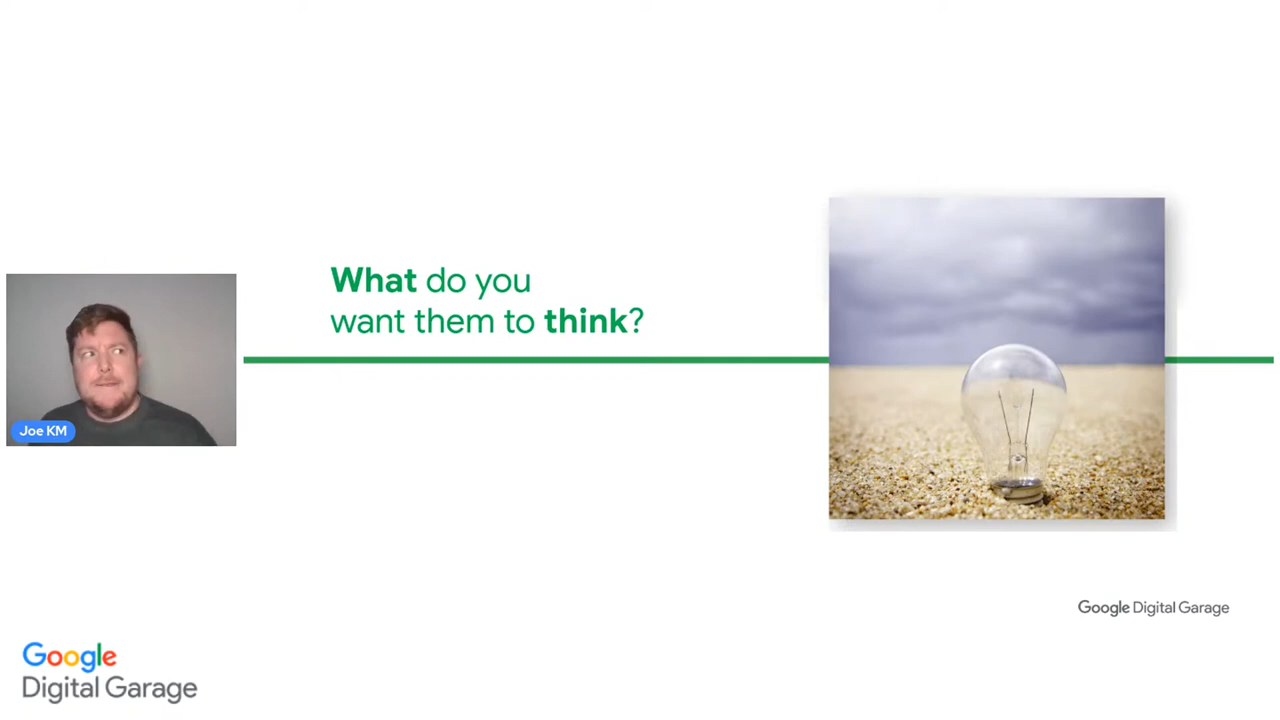 What do you
want them to think?
Joe KM
Google Digital Garage
Google
Digital Garage